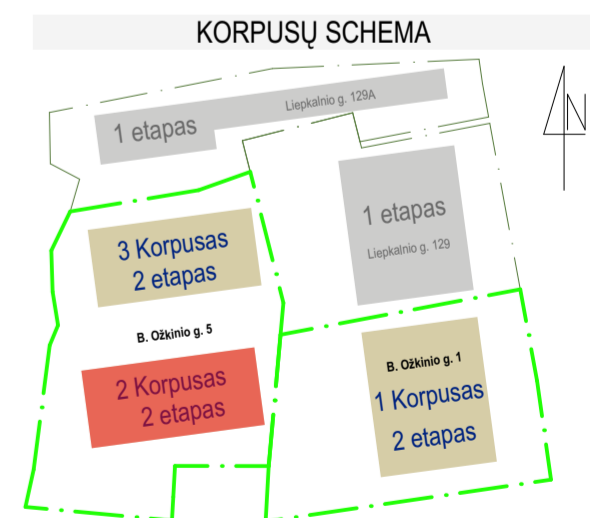 KORPUSŲ SCHEMA
Liepkalnio g. 129A
1 etapas
N
1 etapas
Liepkalnio g. 129
3 Korpusas
2 etapas
B. Ožkinio g. 5
2 Korpusas
2 etapas
B. Ožkinio g. 1
1 Korpusas
2 etapas